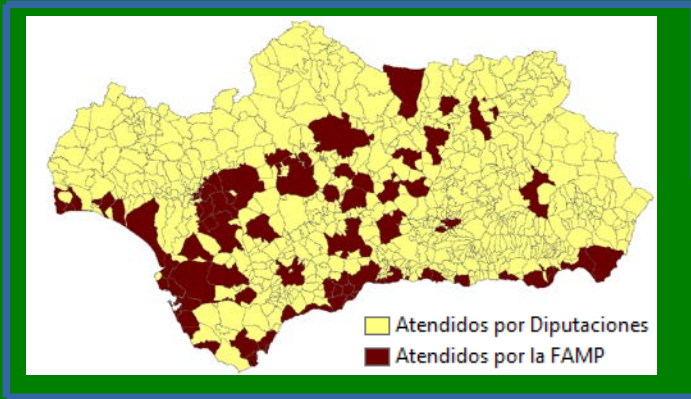 Atendidos por Diputaciones
Atendidos por la FAMP